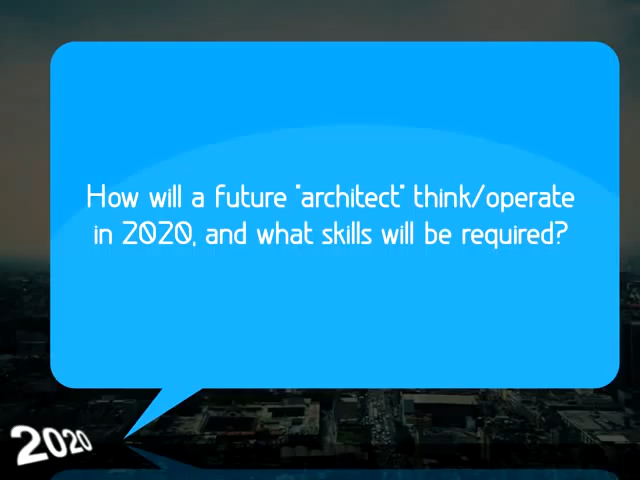 How will a future "architect" think/operate
in 2020, and what skills will be required?
2020